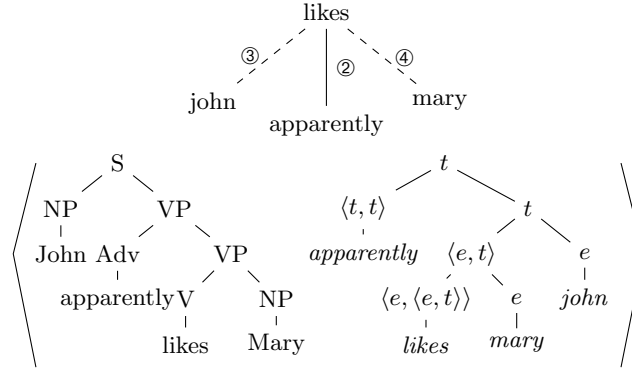 likes
③ ② ④
john apparently mary
S t
NP VP ⟨t, t⟩ t
John Adv VP apparently ⟨e, t⟩ e
apparently V NP ⟨e, ⟨e, t⟩⟩ e john
likes Mary likes mary